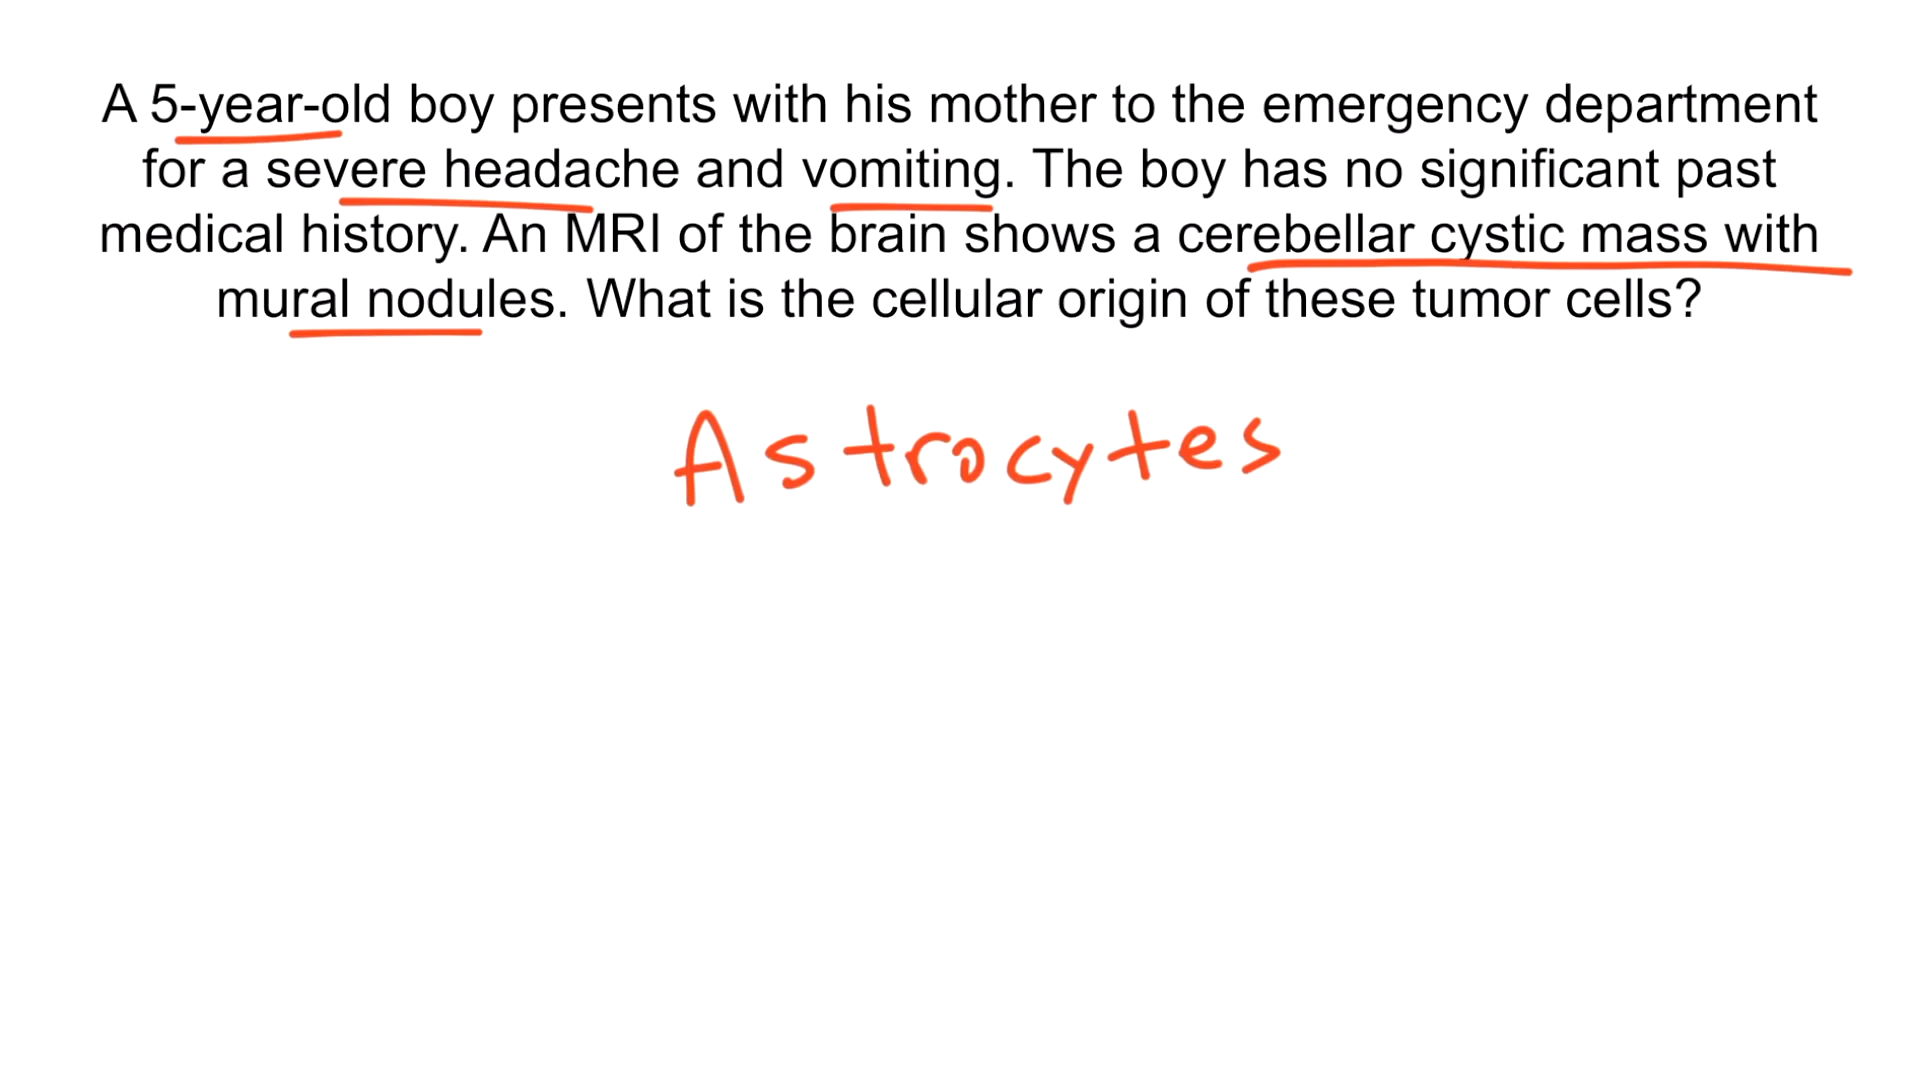 A 5-year-old boy presents with his mother to the emergency department
for a severe headache and vomiting. The boy has no significant past
medical history. An MRI of the brain shows a cerebellar cystic mass with
mural nodules. What is the cellular origin of these tumor cells?
Astrocytes